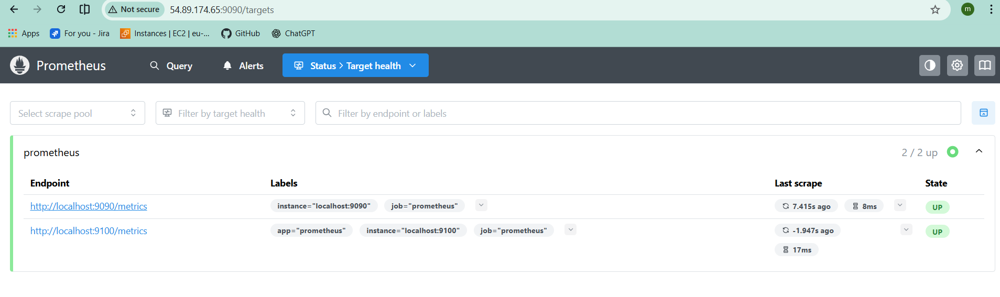 Not secure 54.89.174.65:9090/targets m
Apps For you - Jira Instances | EC2 | eu-... GitHub ChatGPT
Prometheus Query Alerts Status > Target health
Select scrape pool Filter by target health Filter by endpoint or labels
prometheus 2 / 2 up
Endpoint Labels Last scrape State
http://localhost:9090/metrics instance="localhost:9090" job="prometheus" 7.415s ago 8ms UP
http://localhost:9100/metrics app="prometheus" instance="localhost:9100" job="prometheus" -1.947s ago UP
17ms